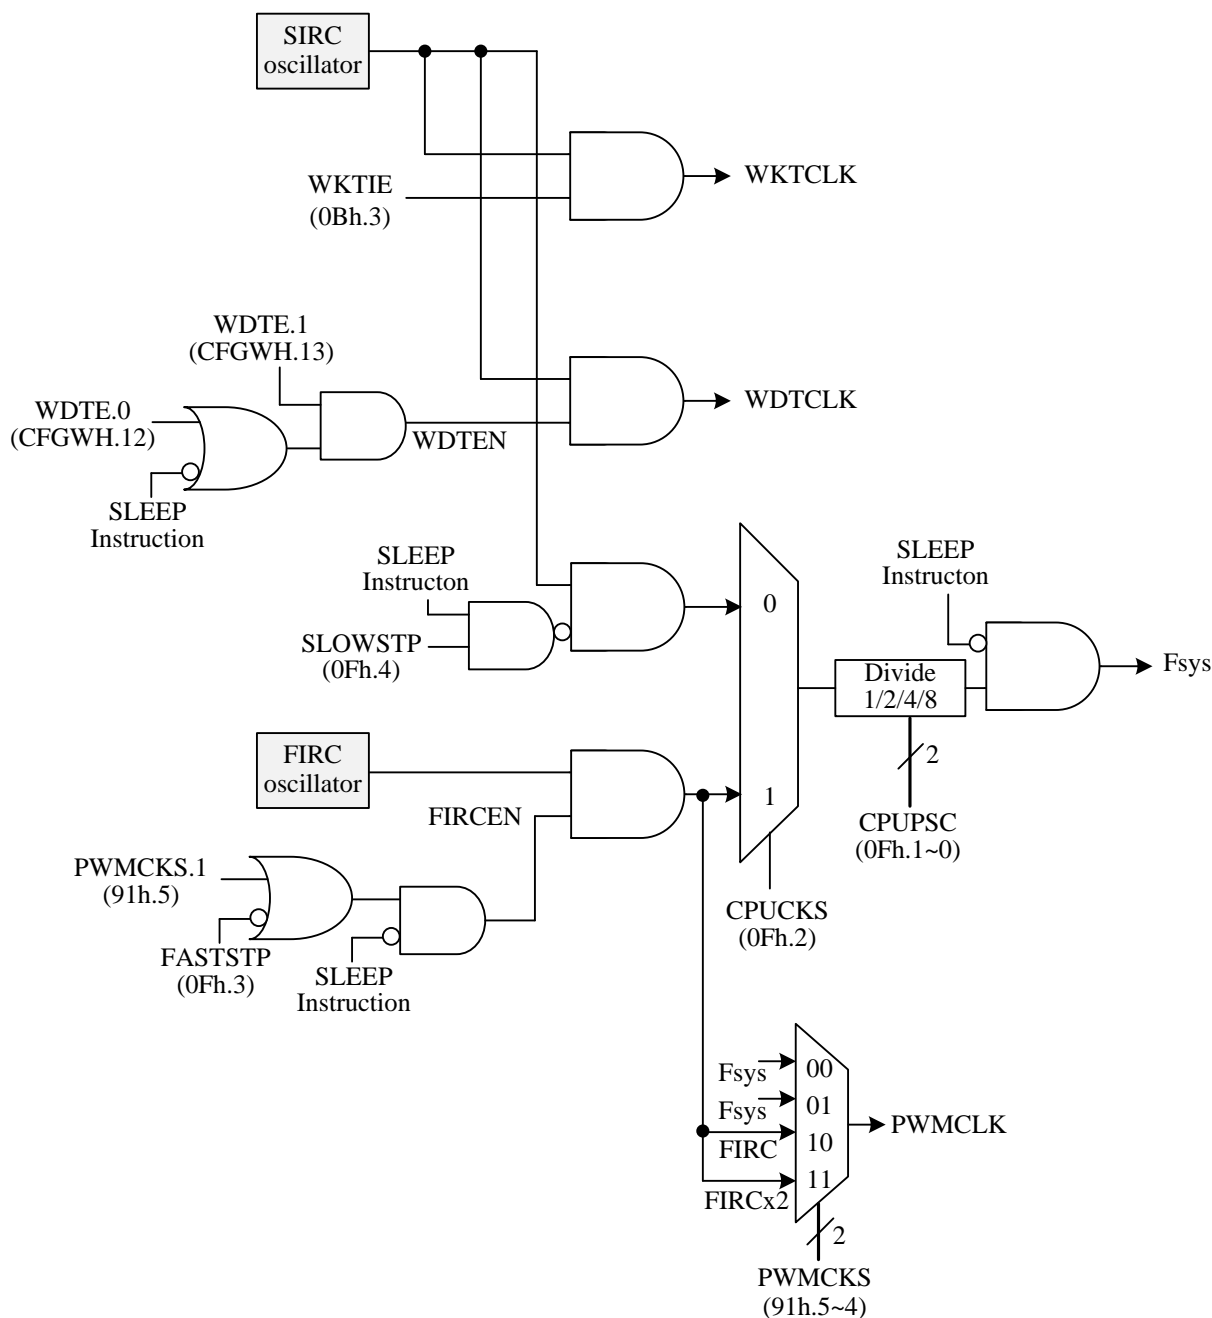 SIRC
oscillator
WKTIE
(0Bh.3)
WKTCLK
WDTE.1
(CFGWH.13)
WDTE.0
(CFGWH.12)
SLEEP
Instruction
WDTEN
WDTCLK
SLEEP
Instructon
SLOWSTP
(0Fh.4)
0
1
SLEEP
Instructon
Divide
1/2/4/8
Fsys
2
CPUPSC
(0Fh.1~0)
FIRC
oscillator
FIRCEN
PWMCKS.1
(91h.5)
FASTSTP
(0Fh.3)
SLEEP
Instruction
CPUCKS
(0Fh.2)
Fsys
00
Fsys
01
FIRC
10
FIRCx2
11
PWMCLK
2
PWMCKS
(91h.5~4)